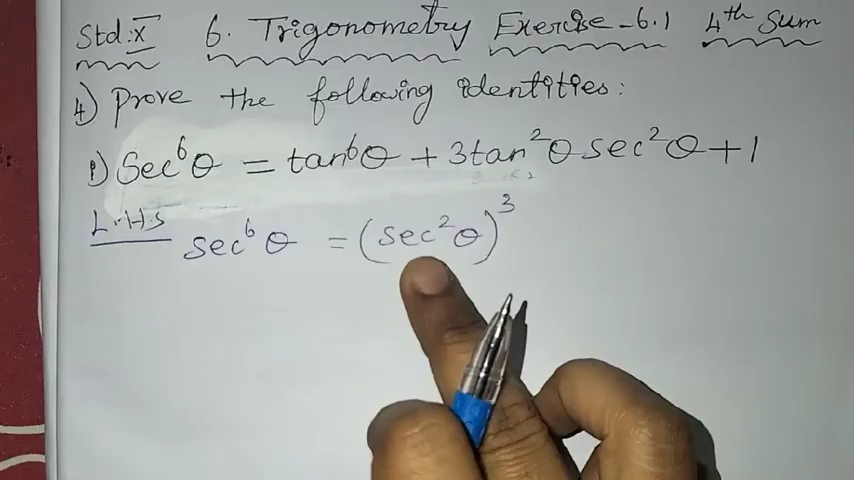 Std: X 6. Trigonometry Exercise-6.1 4th Sum
4) Prove the following identities:
i) Sec⁶θ = tan⁶θ + 3tan²θ sec²θ + 1
L.H.S sec⁶θ = (sec²θ)³